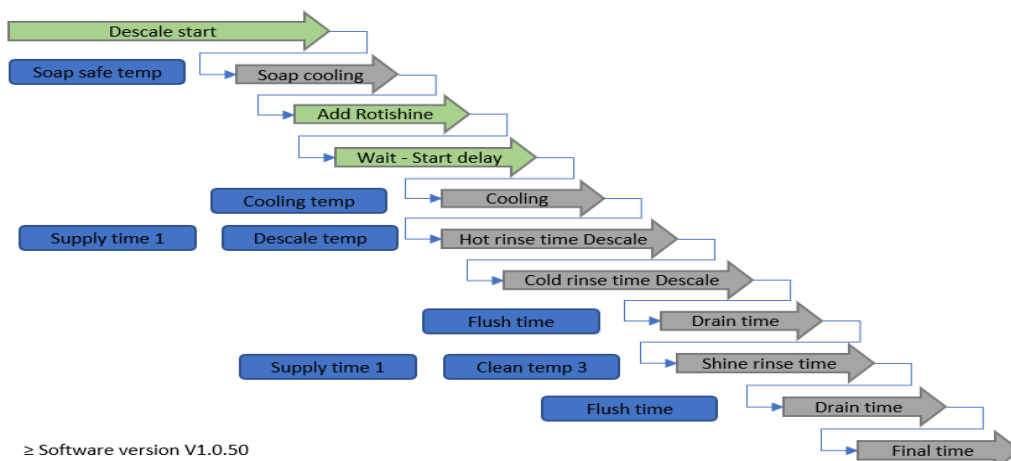 Descale start
Soap safe temp
Soap cooling
Add Rotishine
Wait - Start delay
Cooling temp
Cooling
Supply time 1
Descale temp
Hot rinse time Descale
Cold rinse time Descale
Flush time
Drain time
Supply time 1
Clean temp 3
Shine rinse time
Flush time
Drain time
≥ Software version V1.0.50
Final time